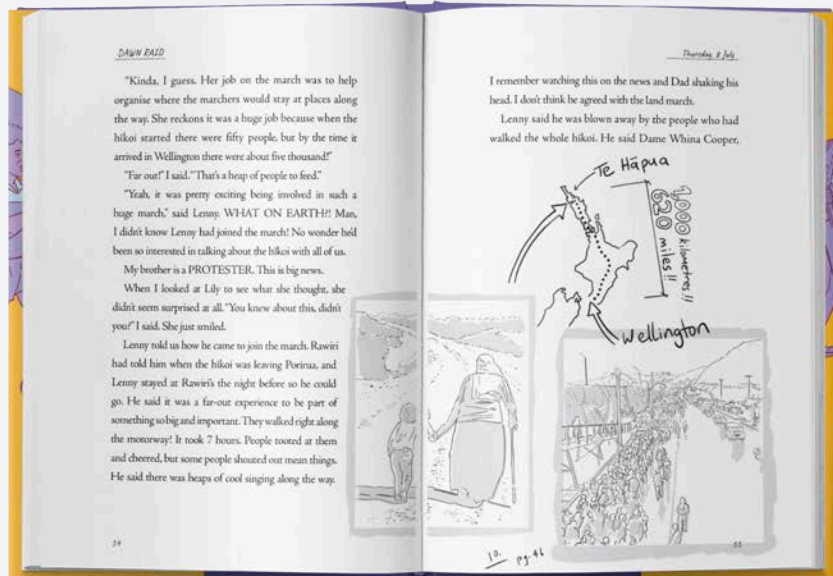 DAWN RAID
"Kinda, I guess. Her job on the march was to help
organise where the marchers would stay at places along
the way. She reckons it was a huge job because when the
hīkoi started there were fifty people, but by the time it
arrived in Wellington there were about five thousand!"
"Far out!" I said. "That's a heap of people to feed."
"Yeah, it was pretty exciting being involved in such a
huge march," said Lenny. WHAT ON EARTH?! Man,
I didn't know Lenny had joined the march! No wonder he'd
been so interested in talking about the hīkoi with all of us.
My brother is a PROTESTER. This is big news.
When I looked at Lily to see what she thought, she
didn't seem surprised at all. "You knew about this, didn't
you?" I said. She just smiled.
Lenny told us how he came to join the march. Rawiri
had told him when the hīkoi was leaving Porirua, and
Lenny stayed at Rawiri's the night before so he could
go. He said it was a far-out experience to be part of
something so big and important. They walked right along
the motorway! It took 7 hours. People tooted at them
and cheered, but some people shouted out mean things.
He said there was heaps of cool singing along the way.
54
Thursday, 8 July
I remember watching this on the news and Dad shaking his
head. I don't think he agreed with the land march.
Lenny said he was blown away by the people who had
walked the whole hīkoi. He said Dame Whina Cooper,
Te Hāpua
1,000 kilometres!!
620 miles!!
Wellington
55
10. pg.46